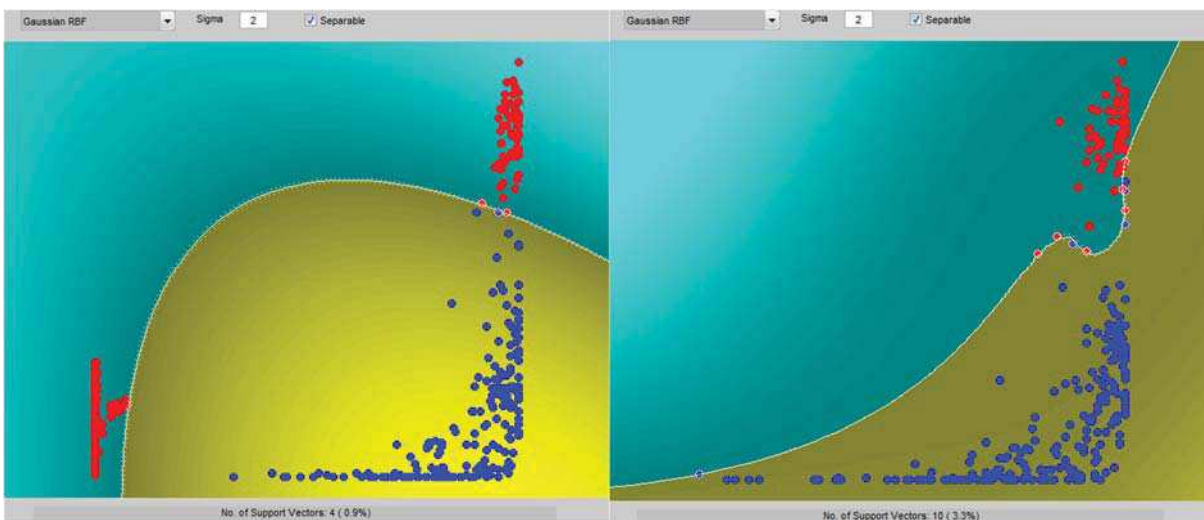 Gaussian RBF Sigma 2 Separable
Gaussian RBF Sigma 2 Separable
No. of Support Vectors: 4 ( 0.9%)
No. of Support Vectors: 10 ( 3.3%)